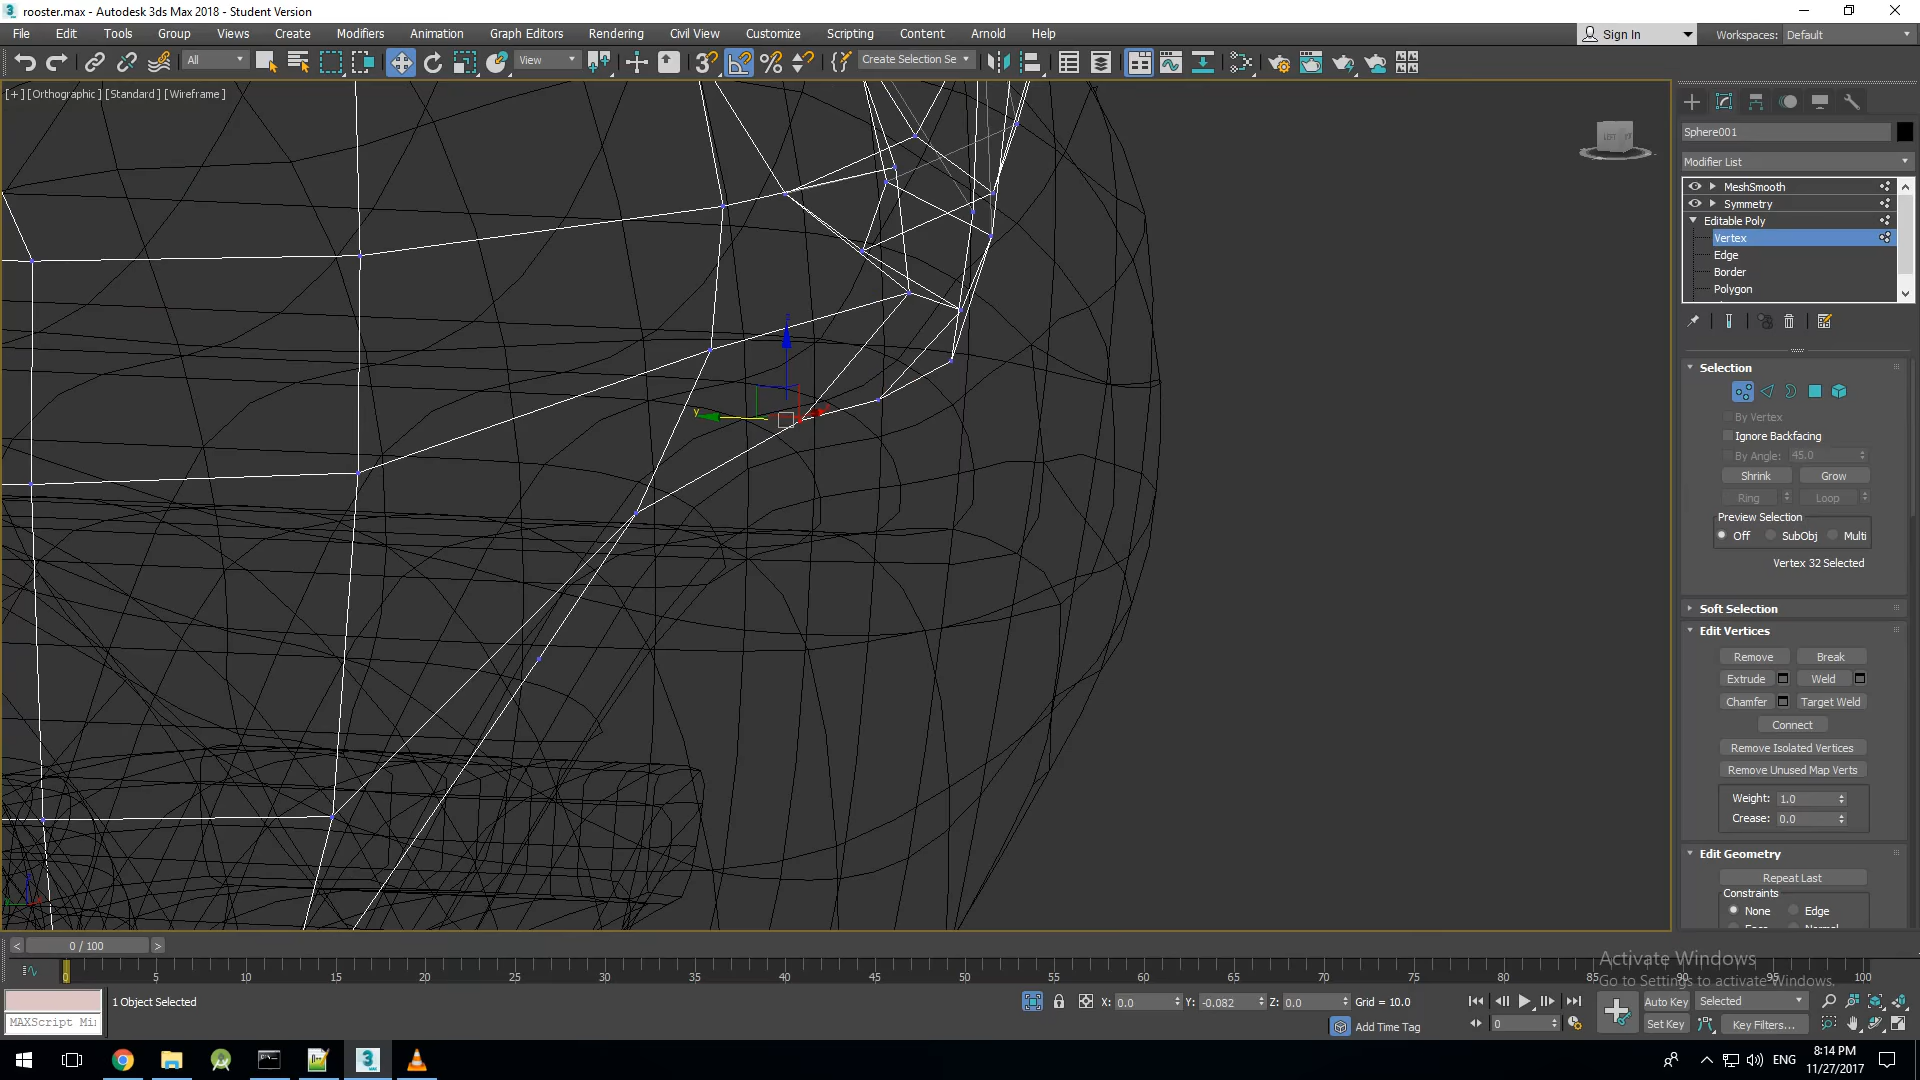 rooster.max - Autodesk 3ds Max 2018 - Student Version
File Edit Tools Group Views Create Modifiers Animation Graph Editors Rendering Civil View Customize Scripting Content Arnold Help
Sign In Workspaces: Default
All View Create Selection Se
[+] [Orthographic] [Standard] [Wireframe]
LEFT
Sphere001
Modifier List
MeshSmooth
Symmetry
Editable Poly
Vertex
Edge
Border
Polygon
Selection
By Vertex
Ignore Backfacing
By Angle: 45.0
Shrink Grow
Ring Loop
Preview Selection
Off SubObj Multi
Vertex 32 Selected
Soft Selection
Edit Vertices
Remove Break
Extrude Weld
Chamfer Target Weld
Connect
Remove Isolated Vertices
Remove Unused Map Verts
Weight: 1.0
Crease: 0.0
Edit Geometry
Repeat Last
Constraints
None Edge
z
y
< 0 / 100 >
0 5 10 15 20 25 30 35 40 45 50 55 60 65 70 75 80 85 90 95 100
Activate Windows
Go to Settings to activate Windows.
1 Object Selected
X: 0.0 Y: -0.082 Z: 0.0 Grid = 10.0
Auto Key Selected
MAXScript Mi
Add Time Tag
0
Set Key Key Filters...
ENG
8:14 PM
11/27/2017